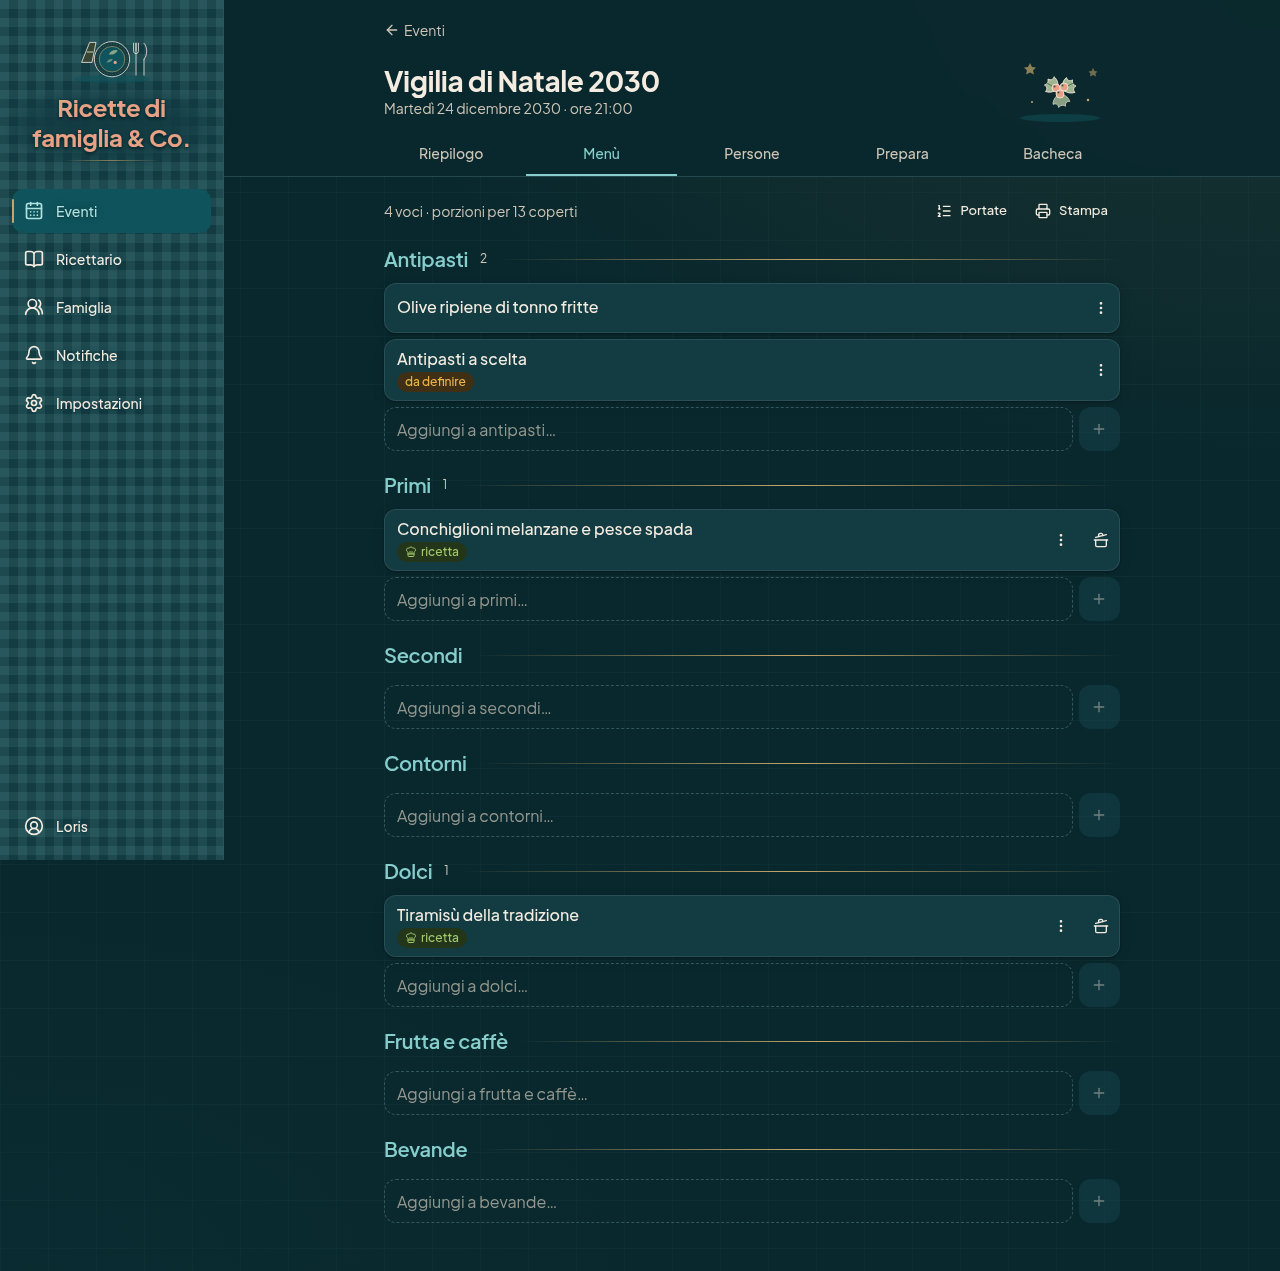 Ricette di
famiglia & Co.
Eventi
Ricettario
Famiglia
Notifiche
Impostazioni
Loris
Eventi
Vigilia di Natale 2030
Martedì 24 dicembre 2030 · ore 21:00
Riepilogo
Menù
Persone
Prepara
Bacheca
4 voci · porzioni per 13 coperti
Portate
Stampa
Antipasti 2
Olive ripiene di tonno fritte
Antipasti a scelta
da definire
Aggiungi a antipasti…
Primi 1
Conchiglioni melanzane e pesce spada
ricetta
Aggiungi a primi…
Secondi
Aggiungi a secondi…
Contorni
Aggiungi a contorni…
Dolci 1
Tiramisù della tradizione
ricetta
Aggiungi a dolci…
Frutta e caffè
Aggiungi a frutta e caffè…
Bevande
Aggiungi a bevande…